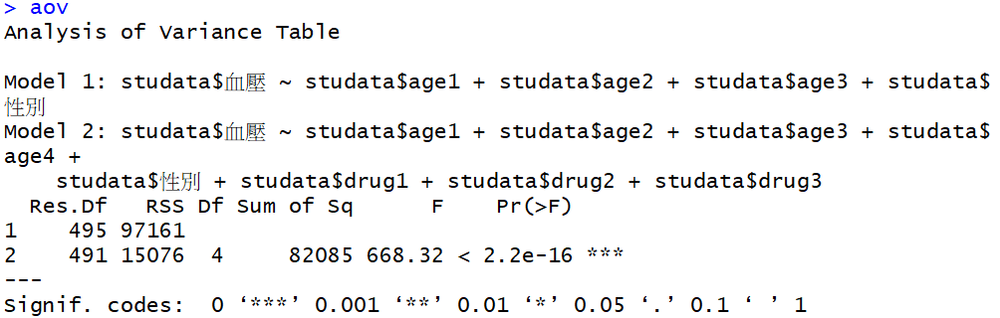 > aov
Analysis of Variance Table
Model 1: studata$血壓 ~ studata$age1 + studata$age2 + studata$age3 + studata$
性別
Model 2: studata$血壓 ~ studata$age1 + studata$age2 + studata$age3 + studata$
age4 +
    studata$性別 + studata$drug1 + studata$drug2 + studata$drug3
  Res.Df   RSS Df Sum of Sq      F    Pr(>F)
1    495 97161
2    491 15076  4     82085 668.32 < 2.2e-16 ***
---
Signif. codes:  0 ‘***’ 0.001 ‘**’ 0.01 ‘*’ 0.05 ‘.’ 0.1 ‘ ’ 1